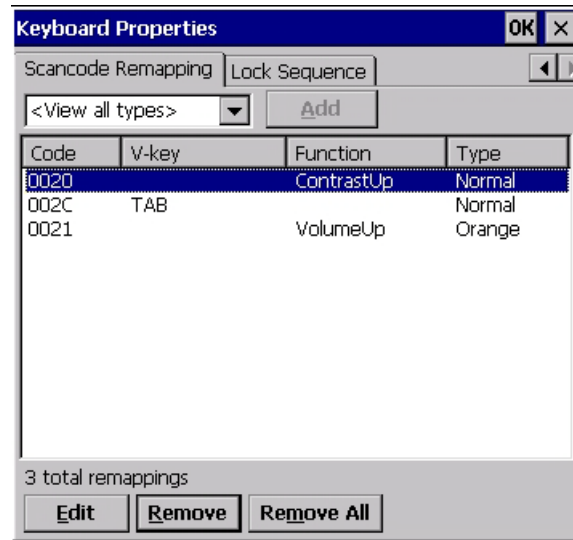 Keyboard Properties OK ×
Scancode Remapping Lock Sequence
<View all types> Add
Code V-key Function Type
0020 ContrastUp Normal
002C TAB Normal
0021 VolumeUp Orange
3 total remappings
Edit Remove Remove All